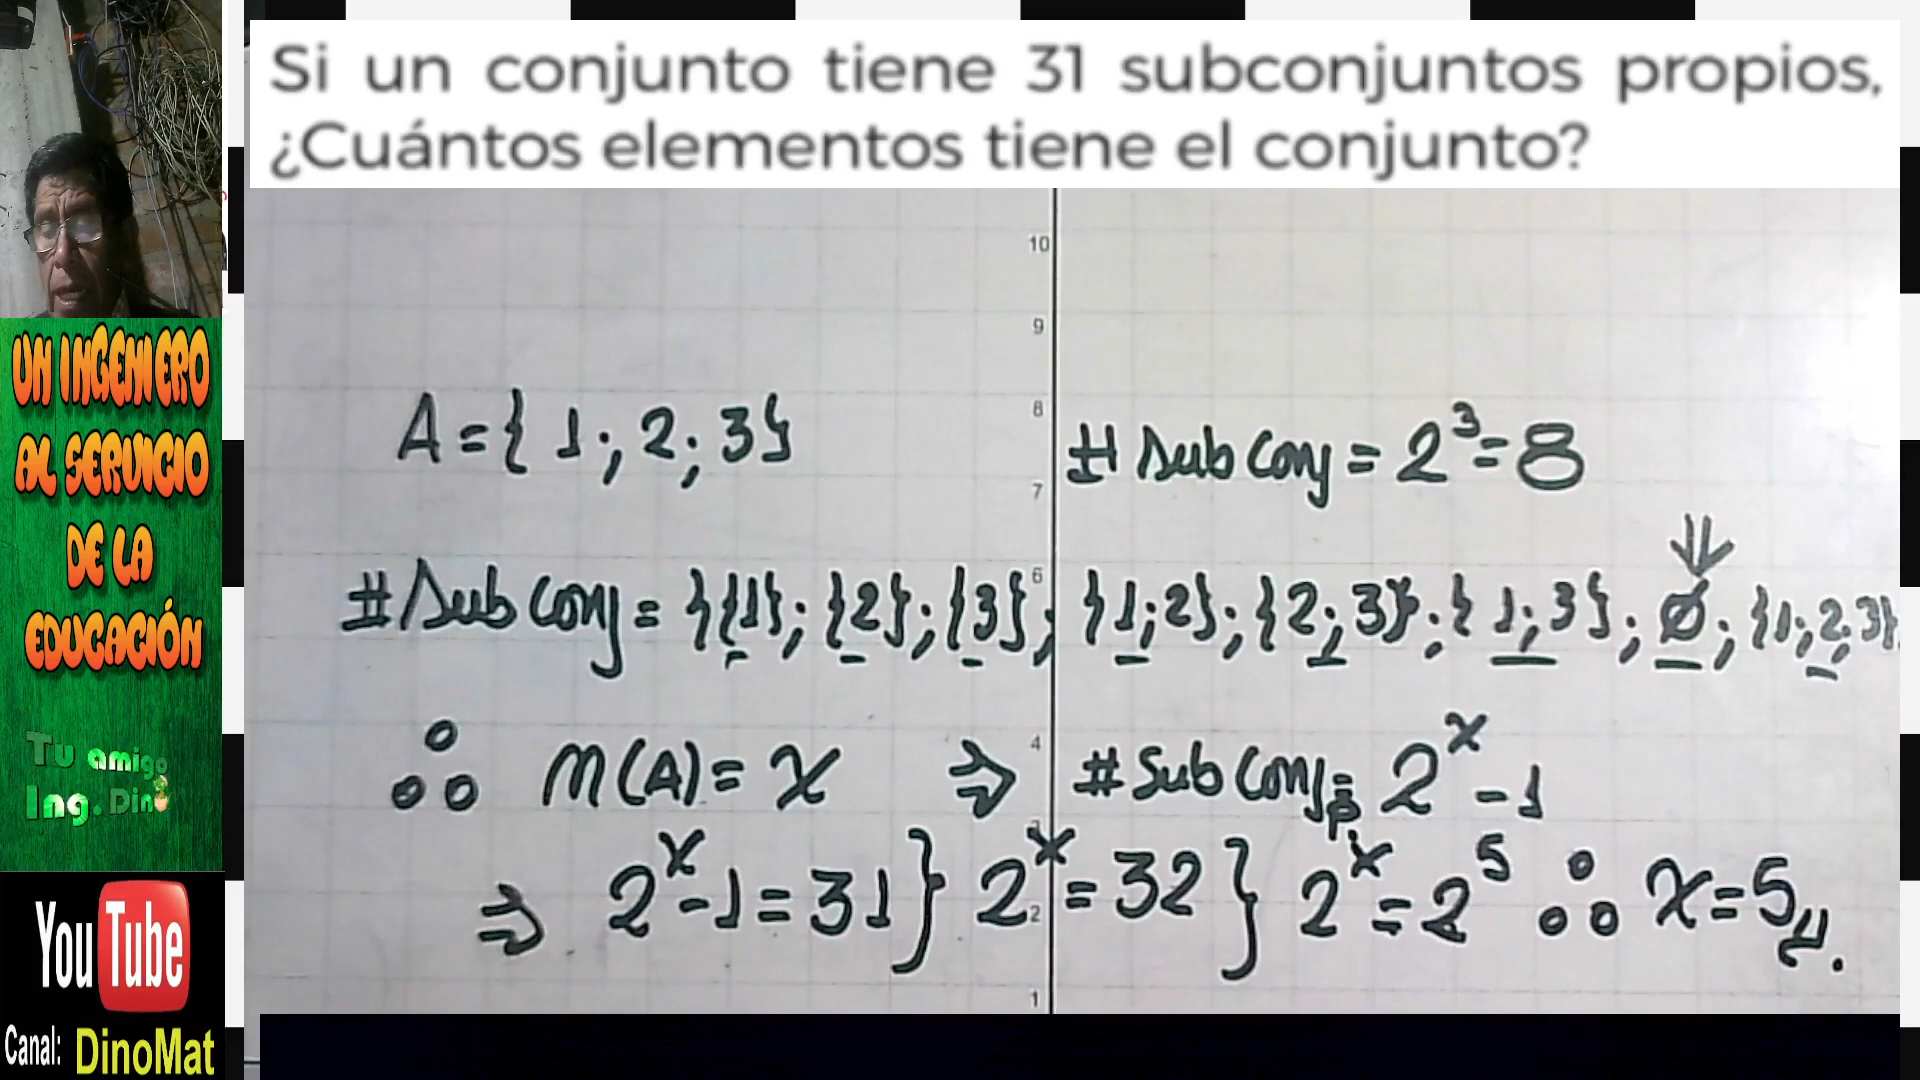 Si un conjunto tiene 31 subconjuntos propios,
¿Cuántos elementos tiene el conjunto?
UN INGENIERO
AL SERVICIO
DE LA
EDUCACIÓN
Tu amigo
Ing. Dino
YouTube
Canal: DinoMat
10
9
8
7
6
4
3
2
1
A = { 1 ; 2 ; 3 }
# Sub Conj = 2³ = 8
# Sub Conj = { {1} ; {2} ; {3} ; {1 ; 2} ; {2 ; 3} ; { 1 ; 3 } ; ∅ ; {1 ; 2 ; 3}
∴ n(A) = x ⇒ # Sub Conj p = 2ˣ - 1
⇒ 2ˣ - 1 = 31 } 2ˣ = 32 } 2ˣ = 2⁵ ∴ x = 5 //.